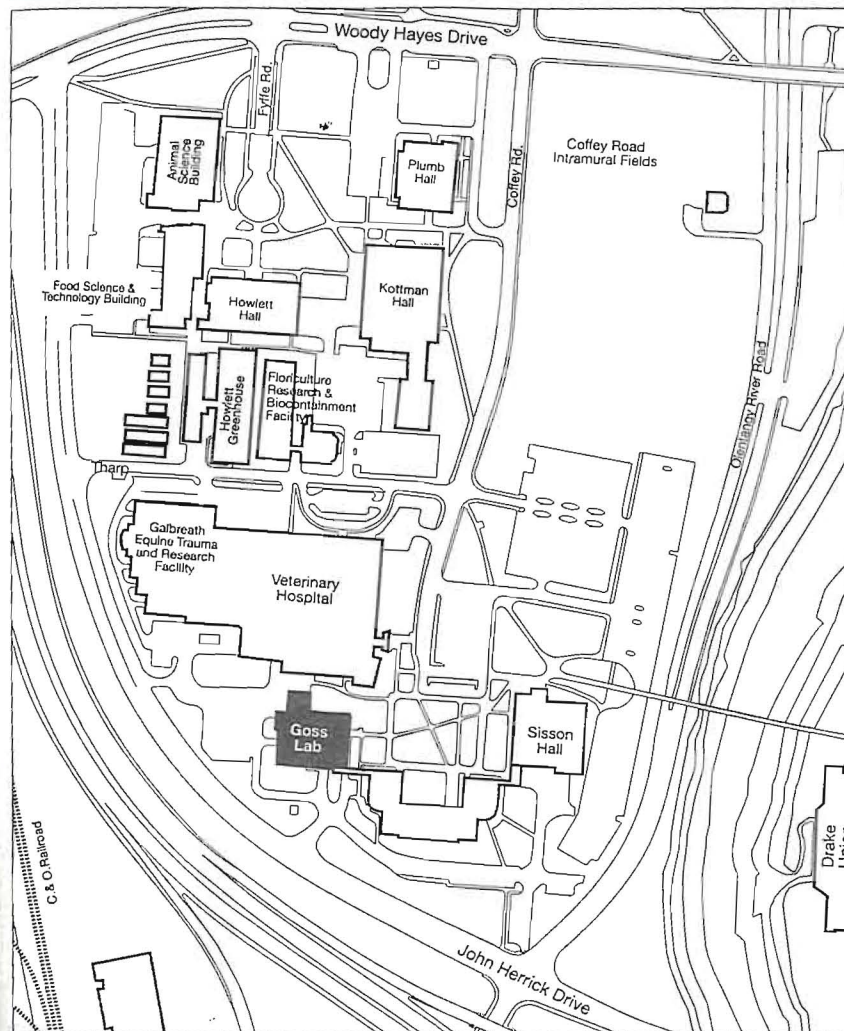 Woody Hayes Drive
Fyffe Rd.
Animal
Science
Building
Plumb
Hall
Coffey Rd.
Coffey Road
Intramural Fields
Food Science &
Technology Building
Howlett
Hall
Kottman
Hall
Howlett
Greenhouse
Floriculture
Research &
Biocontainment
Facility
Olentangy River Road
Tharp
Galbreath
Equine Trauma
and Research
Facility
Veterinary
Hospital
Goss
Lab
Sisson
Hall
Drake
C & O Railroad
John Herrick Drive